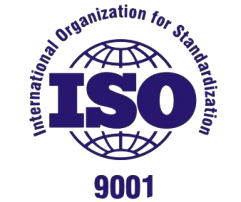 International Organization for Standardization
ISO
9001